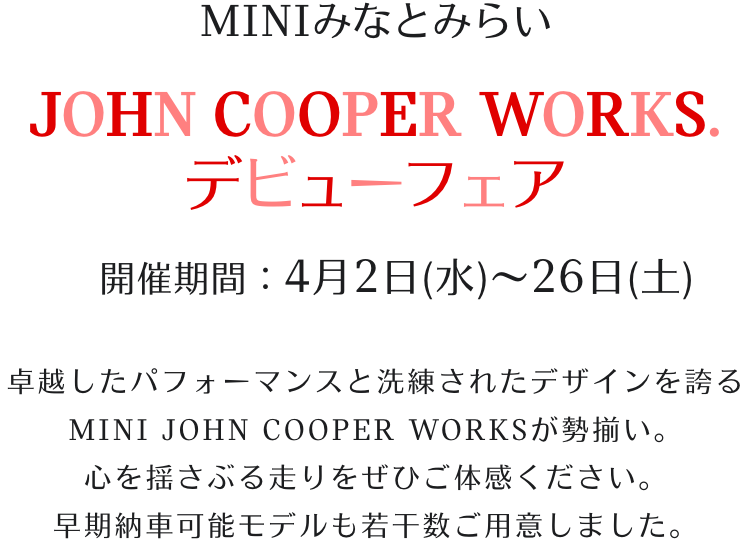 MINIみなとみらい
JOHN COOPER WORKS.
デビューフェア
開催期間：4月2日(水)〜26日(土)
卓越したパフォーマンスと洗練されたデザインを誇る
MINI JOHN COOPER WORKSが勢揃い。
心を揺さぶる走りをぜひご体感ください。
早期納車可能モデルも若干数ご用意しました。